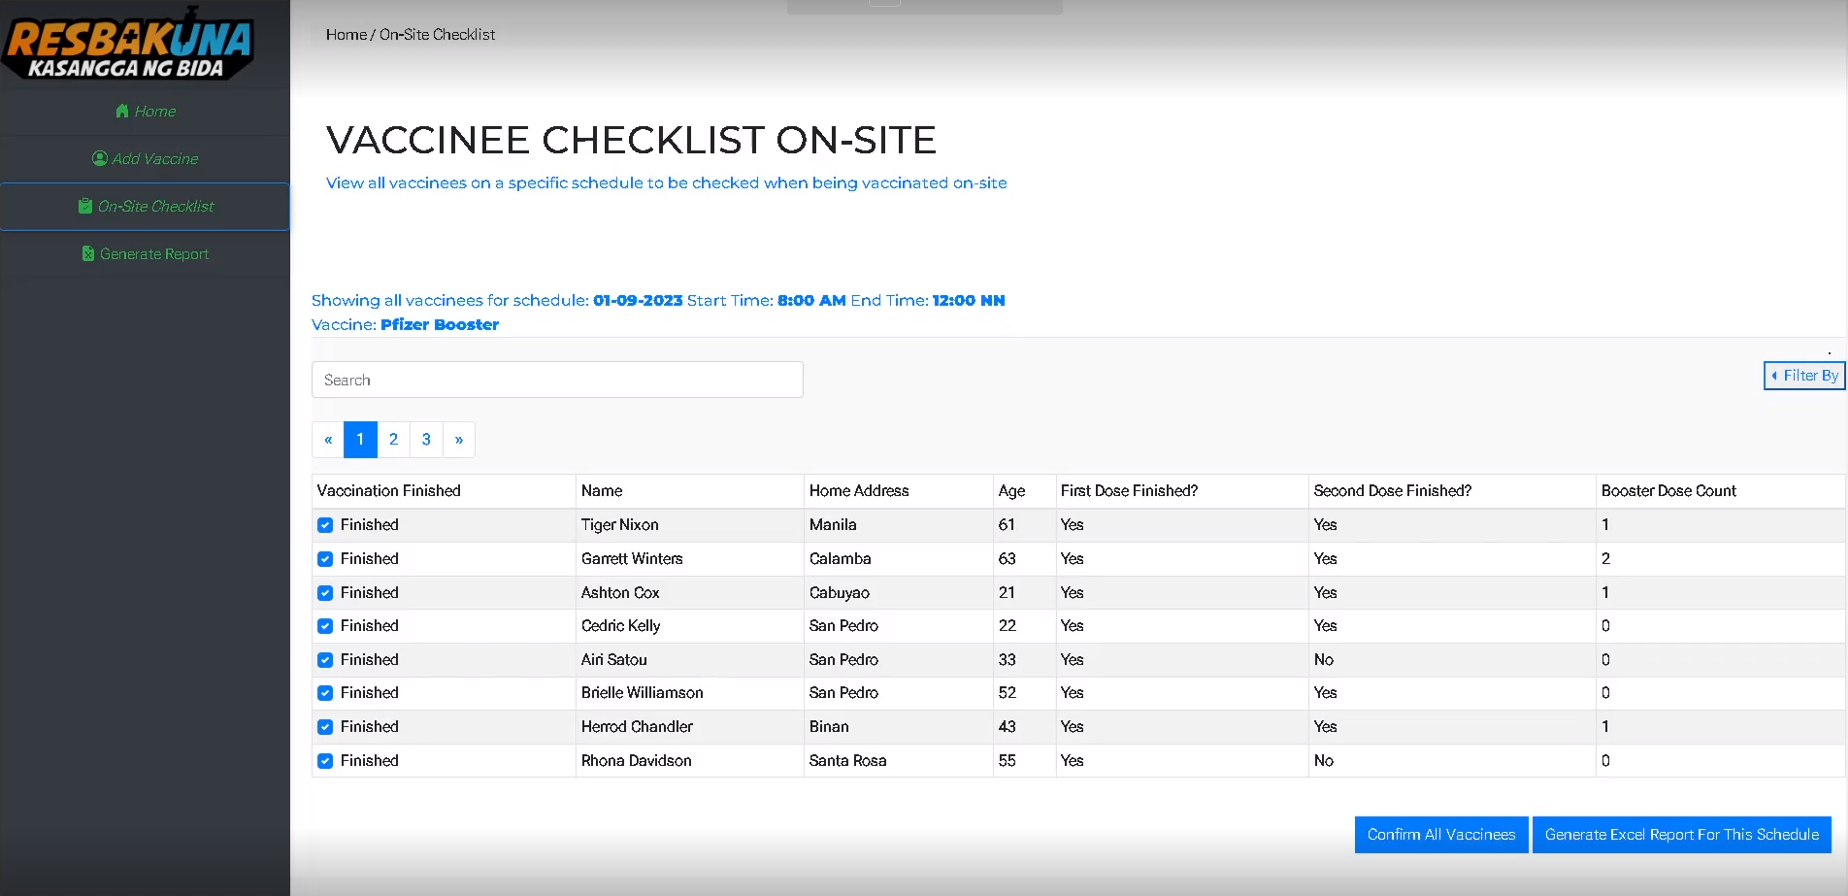 RESBAKUNA
KASANGGA NG BIDA
Home
Add Vaccine
On-Site Checklist
Generate Report
Home / On-Site Checklist
VACCINEE CHECKLIST ON-SITE
View all vaccinees on a specific schedule to be checked when being vaccinated on-site
Showing all vaccinees for schedule: 01-09-2023 Start Time: 8:00 AM End Time: 12:00 NN
Vaccine: Pfizer Booster
Search
Filter By
« 1 2 3 »
Vaccination Finished Name Home Address Age First Dose Finished? Second Dose Finished? Booster Dose Count
Finished Tiger Nixon Manila 61 Yes Yes 1
Finished Garrett Winters Calamba 63 Yes Yes 2
Finished Ashton Cox Cabuyao 21 Yes Yes 1
Finished Cedric Kelly San Pedro 22 Yes Yes 0
Finished Airi Satou San Pedro 33 Yes No 0
Finished Brielle Williamson San Pedro 52 Yes Yes 0
Finished Herrod Chandler Binan 43 Yes Yes 1
Finished Rhona Davidson Santa Rosa 55 Yes No 0
Confirm All Vaccinees Generate Excel Report For This Schedule